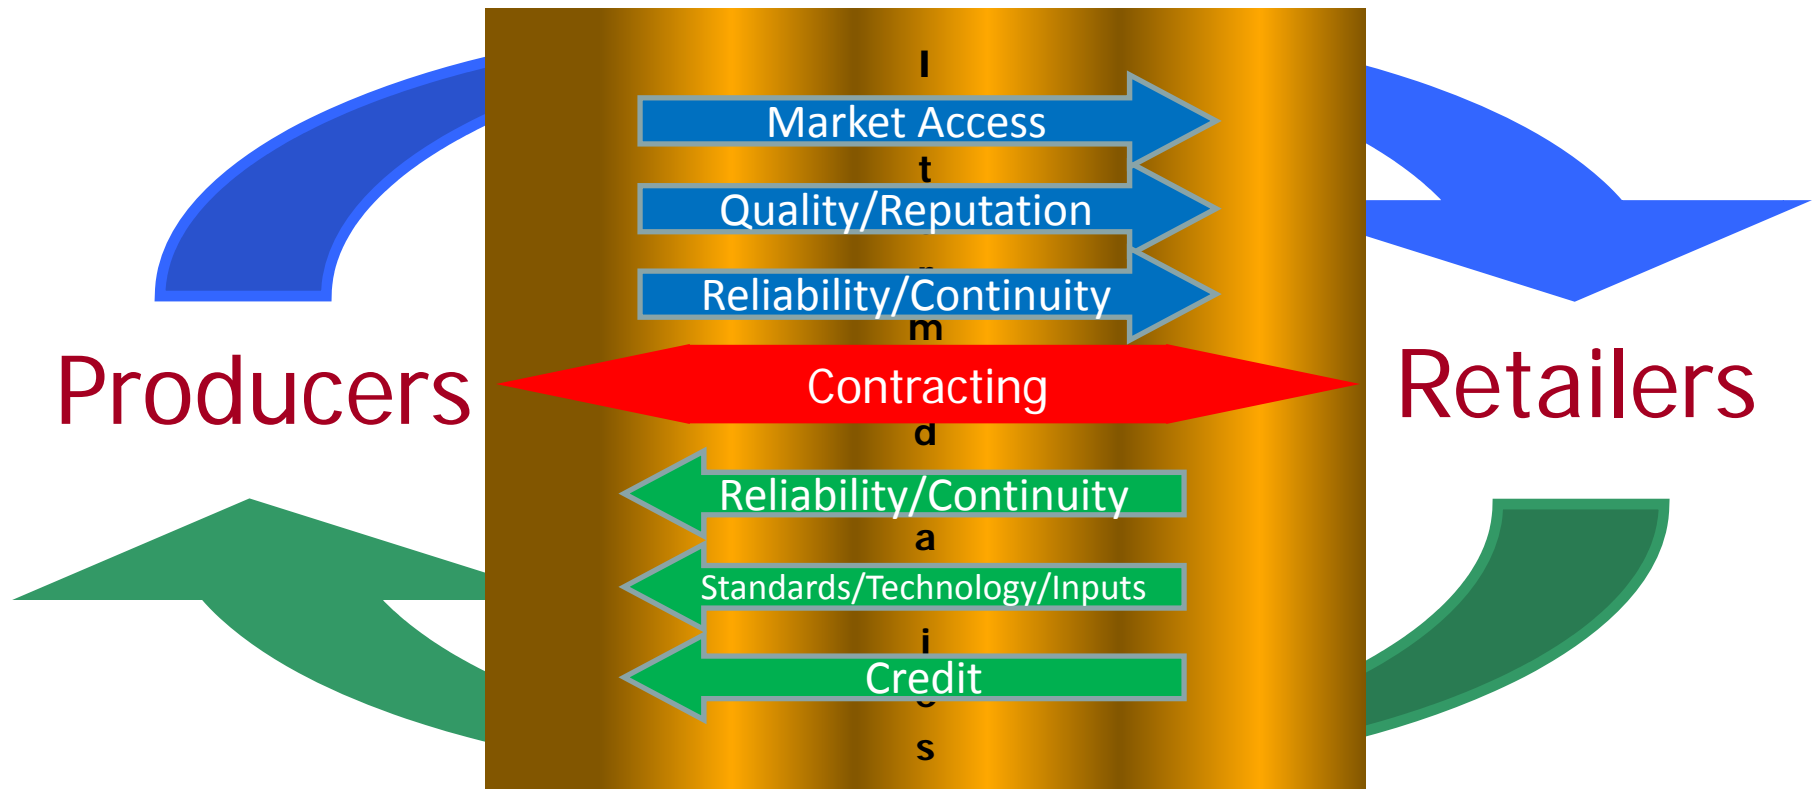 I
Market Access
t
Quality/Reputation
Reliability/Continuity
m
Producers
Contracting
Retailers
d
Reliability/Continuity
a
Standards/Technology/Inputs
i
Credit
s